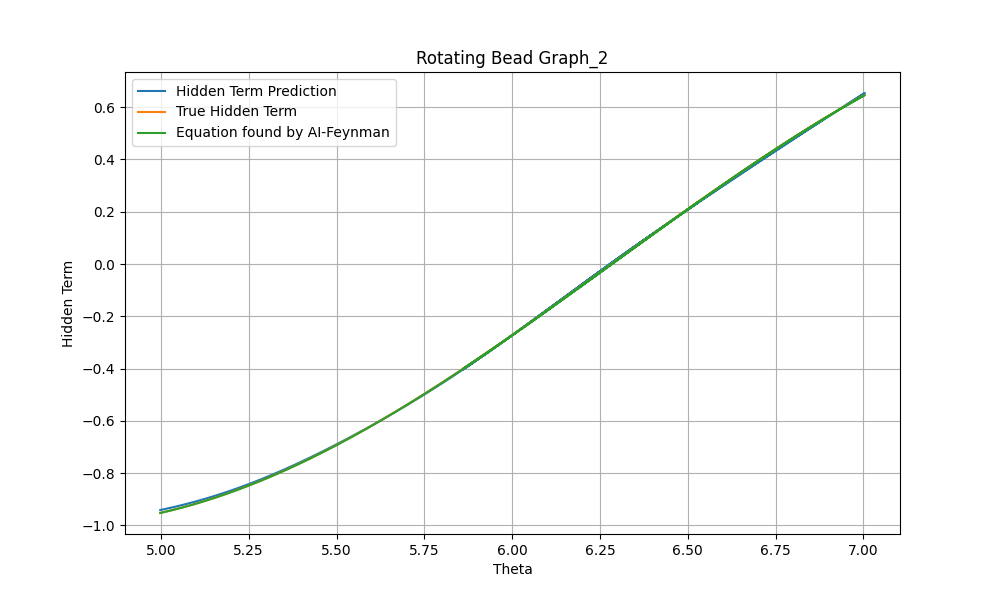 Rotating Bead Graph_2
Hidden Term Prediction
True Hidden Term
Equation found by AI-Feynman
Hidden Term
0.6
0.4
0.2
0.0
−0.2
−0.4
−0.6
−0.8
−1.0
5.00 5.25 5.50 5.75 6.00 6.25 6.50 6.75 7.00
Theta